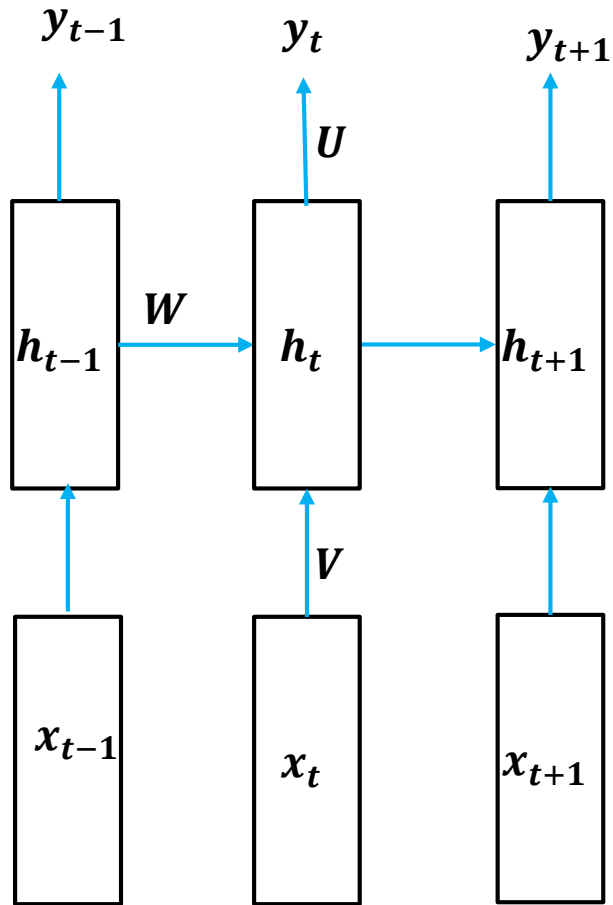 y_{t-1} y_t y_{t+1}
U
W
h_{t-1} h_t h_{t+1}
V
x_{t-1} x_t x_{t+1}